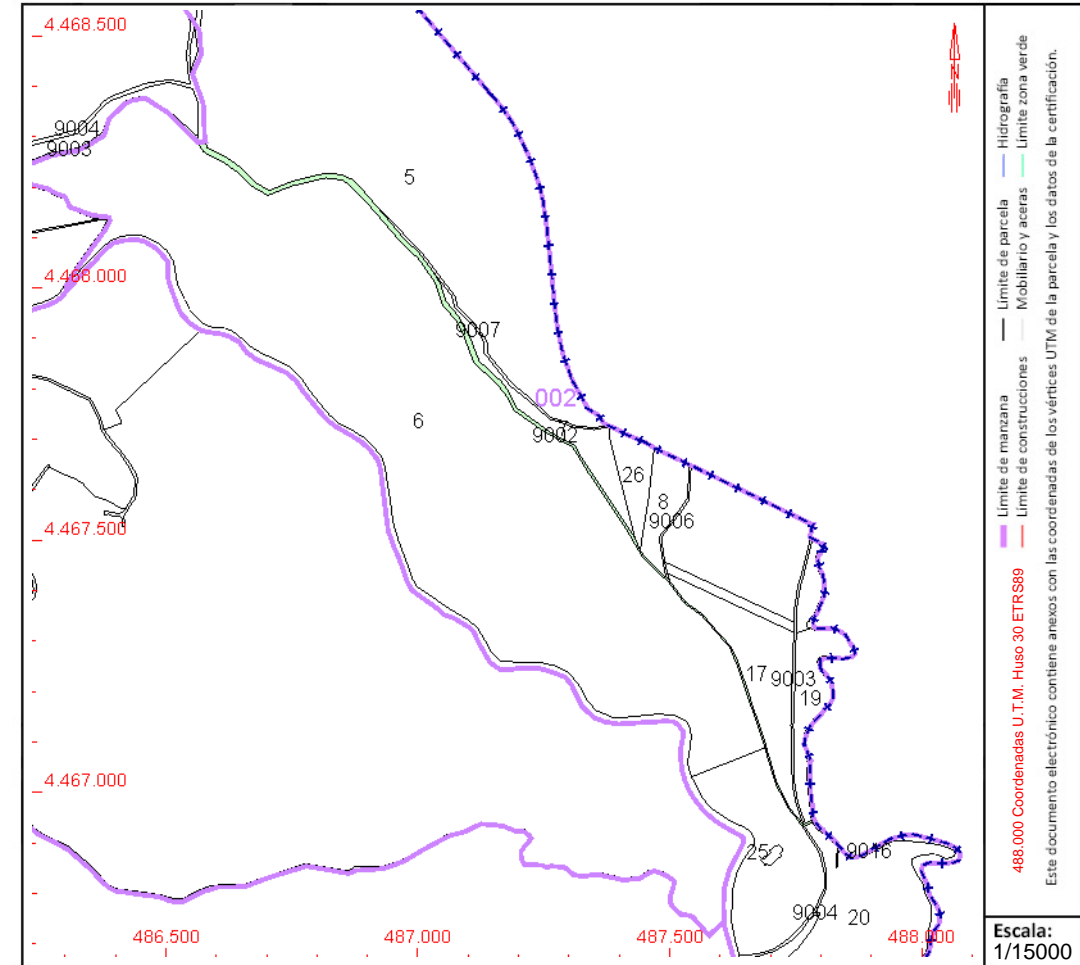 4.468.500
9004
9003
5
4.468.000
9007
002
6
9002
26
8
9006
4.467.500
17
9003
19
4.467.000
25
9016
9004
20
486.500
487.000
487.500
488.000
N
Límite de manzana
Límite de parcela
Hidrografía
Límite de construcciones
Mobiliario y aceras
Límite zona verde
488.000 Coordenadas U.T.M. Huso 30 ETRS89
Este documento electrónico contiene anexos con las coordenadas de los vértices UTM de la parcela y los datos de la certificación.
Escala:
1/15000